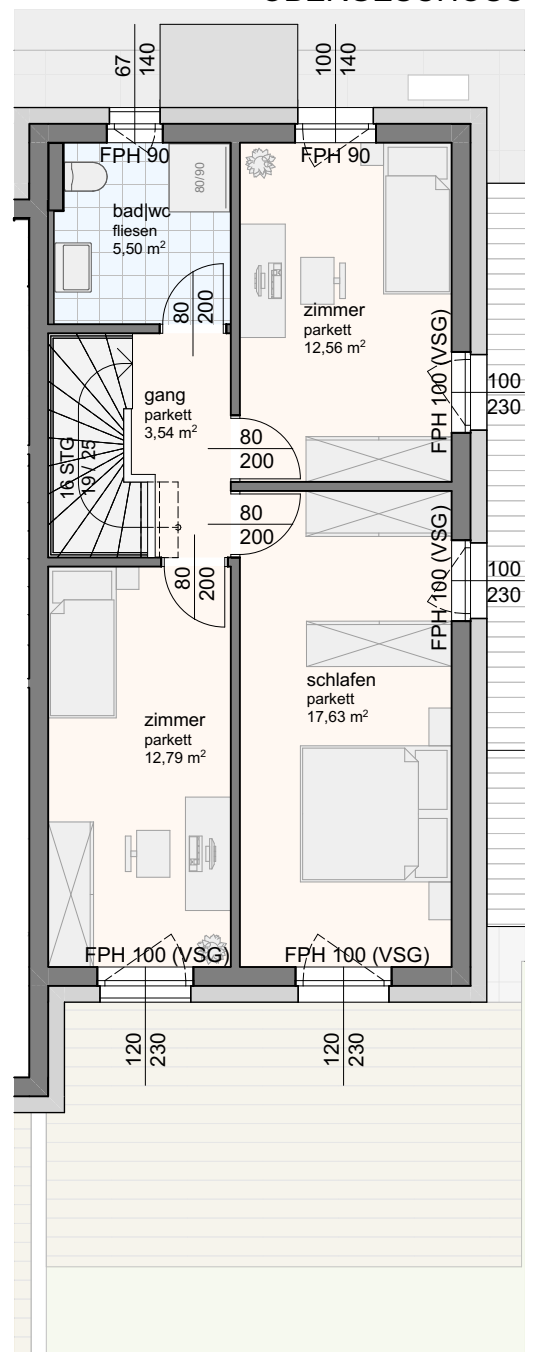 67
140
100
140
FPH 90
FPH 90
80/90
bad|wc
fliesen
5,50 m²
80
200
zimmer
parkett
12,56 m²
FPH 100 (VSG)
100
230
gang
parkett
3,54 m²
16 STG
19 / 25
80
200
80
200
80
200
FPH 100 (VSG)
100
230
schlafen
parkett
17,63 m²
zimmer
parkett
12,79 m²
FPH 100 (VSG)
FPH 100 (VSG)
120
230
120
230